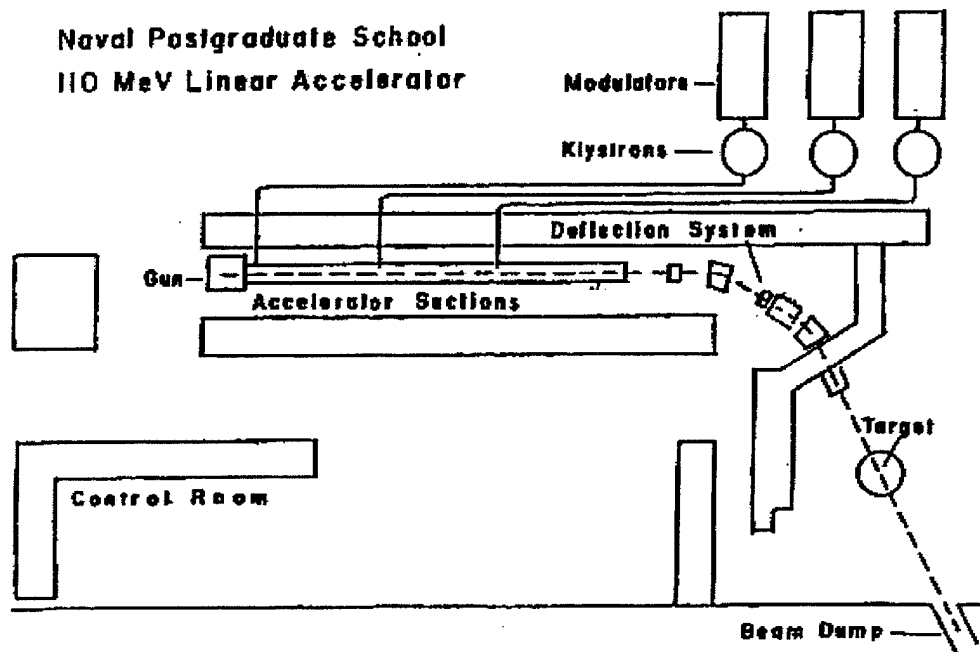 Naval Postgraduate School
110 MeV Linear Accelerator
Modulators
Klystrons
Deflection System
Gun
Accelerator Sections
Target
Control Room
Beam Dump